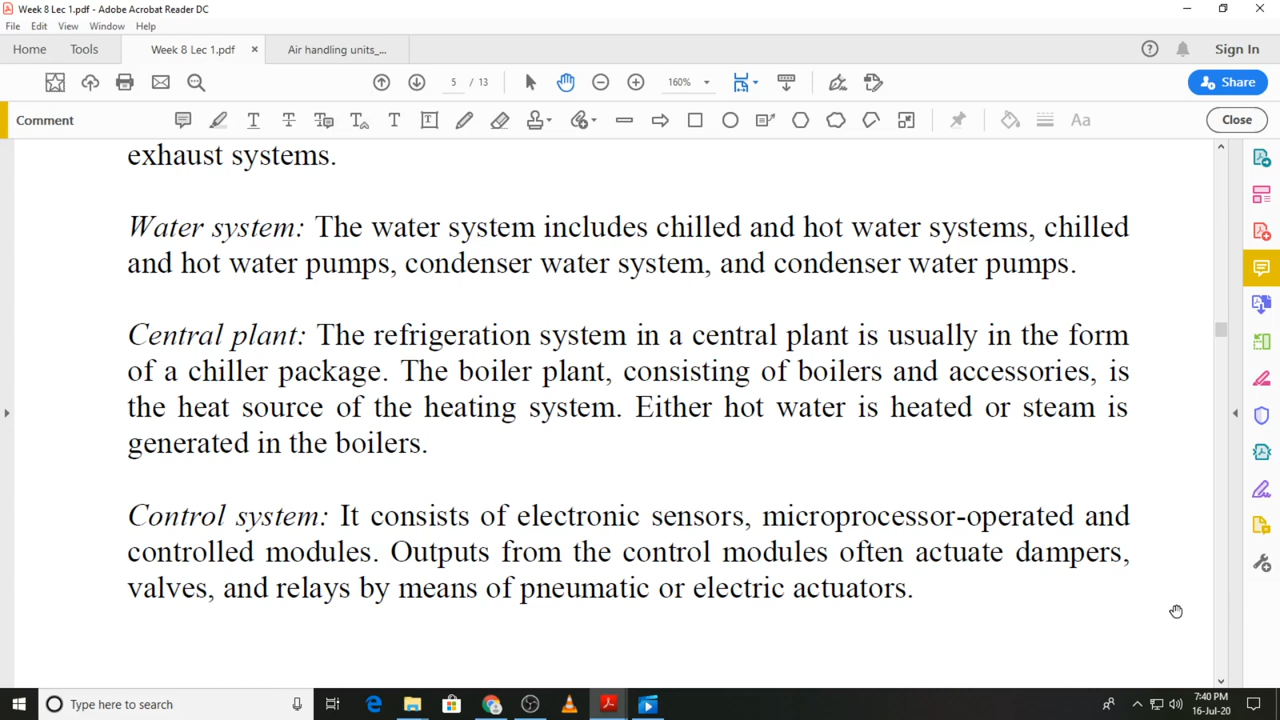 Week 8 Lec 1.pdf - Adobe Acrobat Reader DC
File Edit View Window Help
Home Tools Week 8 Lec 1.pdf × Air handling units_... Sign In
5 / 13 160% Share
Comment Aa Close
exhaust systems.
Water system: The water system includes chilled and hot water systems, chilled
and hot water pumps, condenser water system, and condenser water pumps.
Central plant: The refrigeration system in a central plant is usually in the form
of a chiller package. The boiler plant, consisting of boilers and accessories, is
the heat source of the heating system. Either hot water is heated or steam is
generated in the boilers.
Control system: It consists of electronic sensors, microprocessor-operated and
controlled modules. Outputs from the control modules often actuate dampers,
valves, and relays by means of pneumatic or electric actuators.
Type here to search
7:40 PM
16-Jul-20